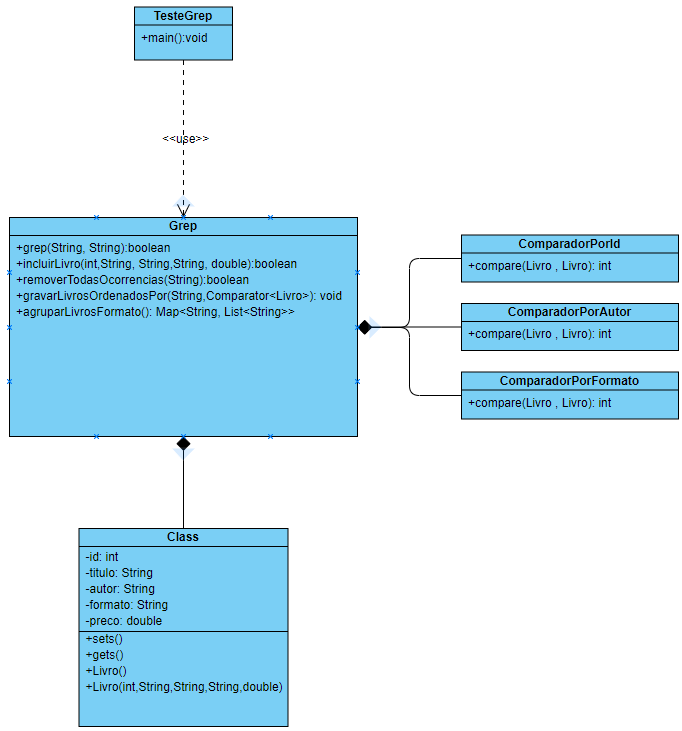 TesteGrep
+main():void
<<use>>
Grep
+grep(String, String):boolean
+incluirLivro(int,String, String,String, double):boolean
+removerTodasOcorrencias(String):boolean
+gravarLivrosOrdenadosPor(String,Comparator<Livro>): void
+agruparLivrosFormato(): Map<String, List<String>>
ComparadorPorId
+compare(Livro , Livro): int
ComparadorPorAutor
+compare(Livro , Livro): int
ComparadorPorFormato
+compare(Livro , Livro): int
Class
-id: int
-titulo: String
-autor: String
-formato: String
-preco: double
+sets()
+gets()
+Livro()
+Livro(int,String,String,String,double)